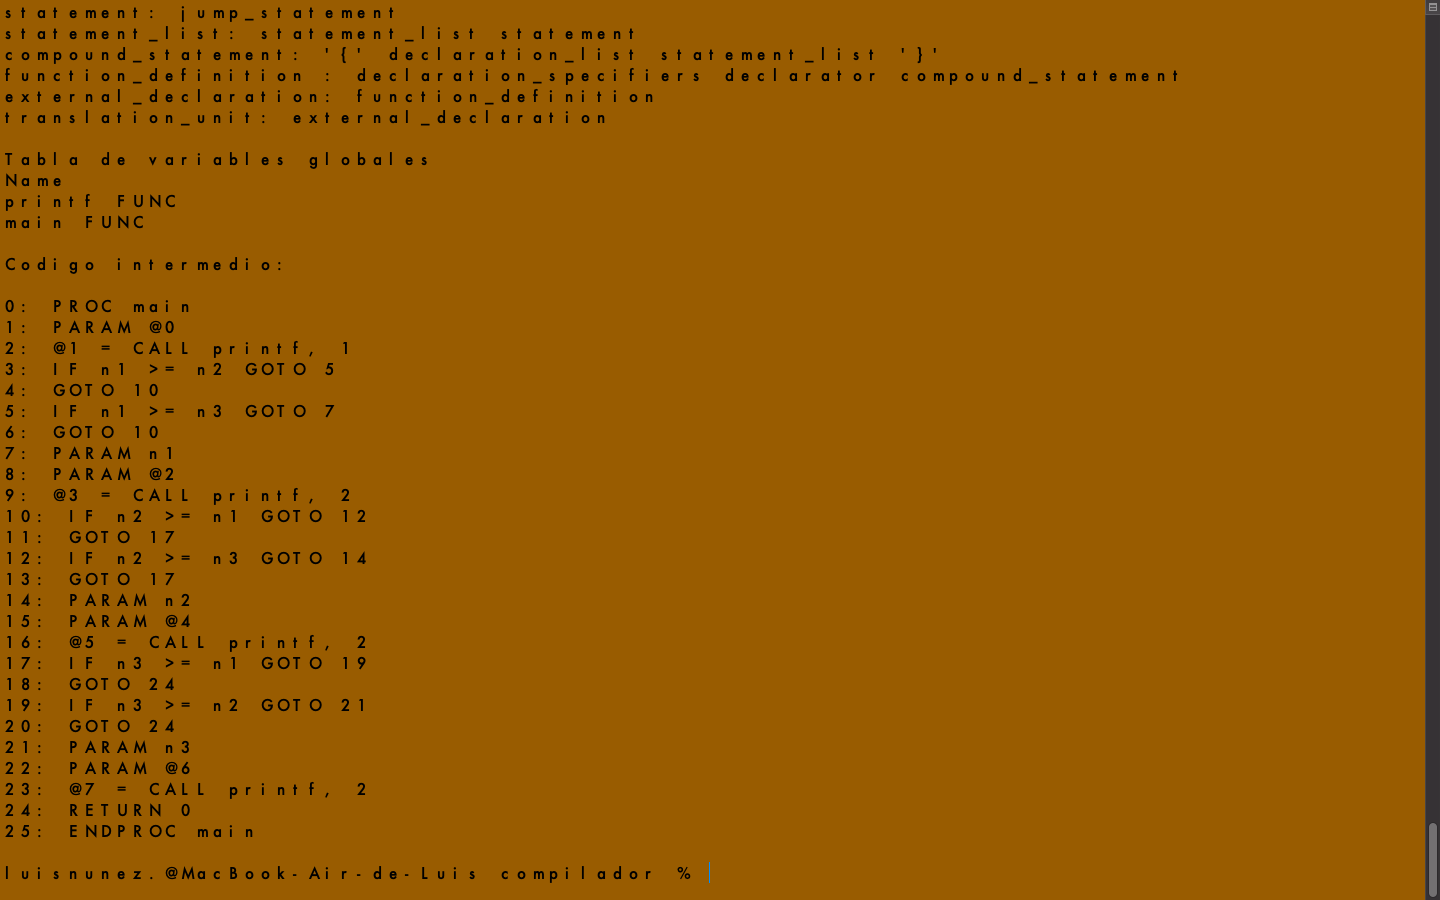 statement: jump_statement
statement_list: statement_list statement
compound_statement: '{' declaration_list statement_list '}'
function_definition : declaration_specifiers declarator compound_statement
external_declaration: function_definition
translation_unit: external_declaration
Tabla de variables globales
Name
printf FUNC
main FUNC
Codigo intermedio:
0: PROC main
1: PARAM @0
2: @1 = CALL printf, 1
3: IF n1 >= n2 GOTO 5
4: GOTO 10
5: IF n1 >= n3 GOTO 7
6: GOTO 10
7: PARAM n1
8: PARAM @2
9: @3 = CALL printf, 2
10: IF n2 >= n1 GOTO 12
11: GOTO 17
12: IF n2 >= n3 GOTO 14
13: GOTO 17
14: PARAM n2
15: PARAM @4
16: @5 = CALL printf, 2
17: IF n3 >= n1 GOTO 19
18: GOTO 24
19: IF n3 >= n2 GOTO 21
20: GOTO 24
21: PARAM n3
22: PARAM @6
23: @7 = CALL printf, 2
24: RETURN 0
25: ENDPROC main
luisnunez.@MacBook-Air-de-Luis compilador %